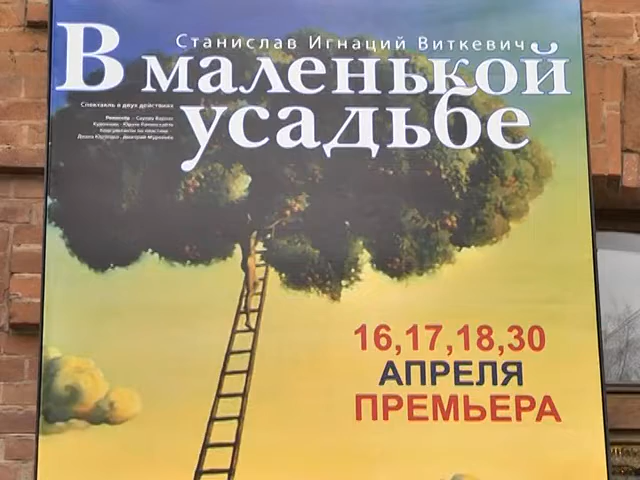 Станислав Игнаций Виткевич
В маленькой
усадьбе
Спектакль в двух действиях
16,17,18,30
АПРЕЛЯ
ПРЕМЬЕРА